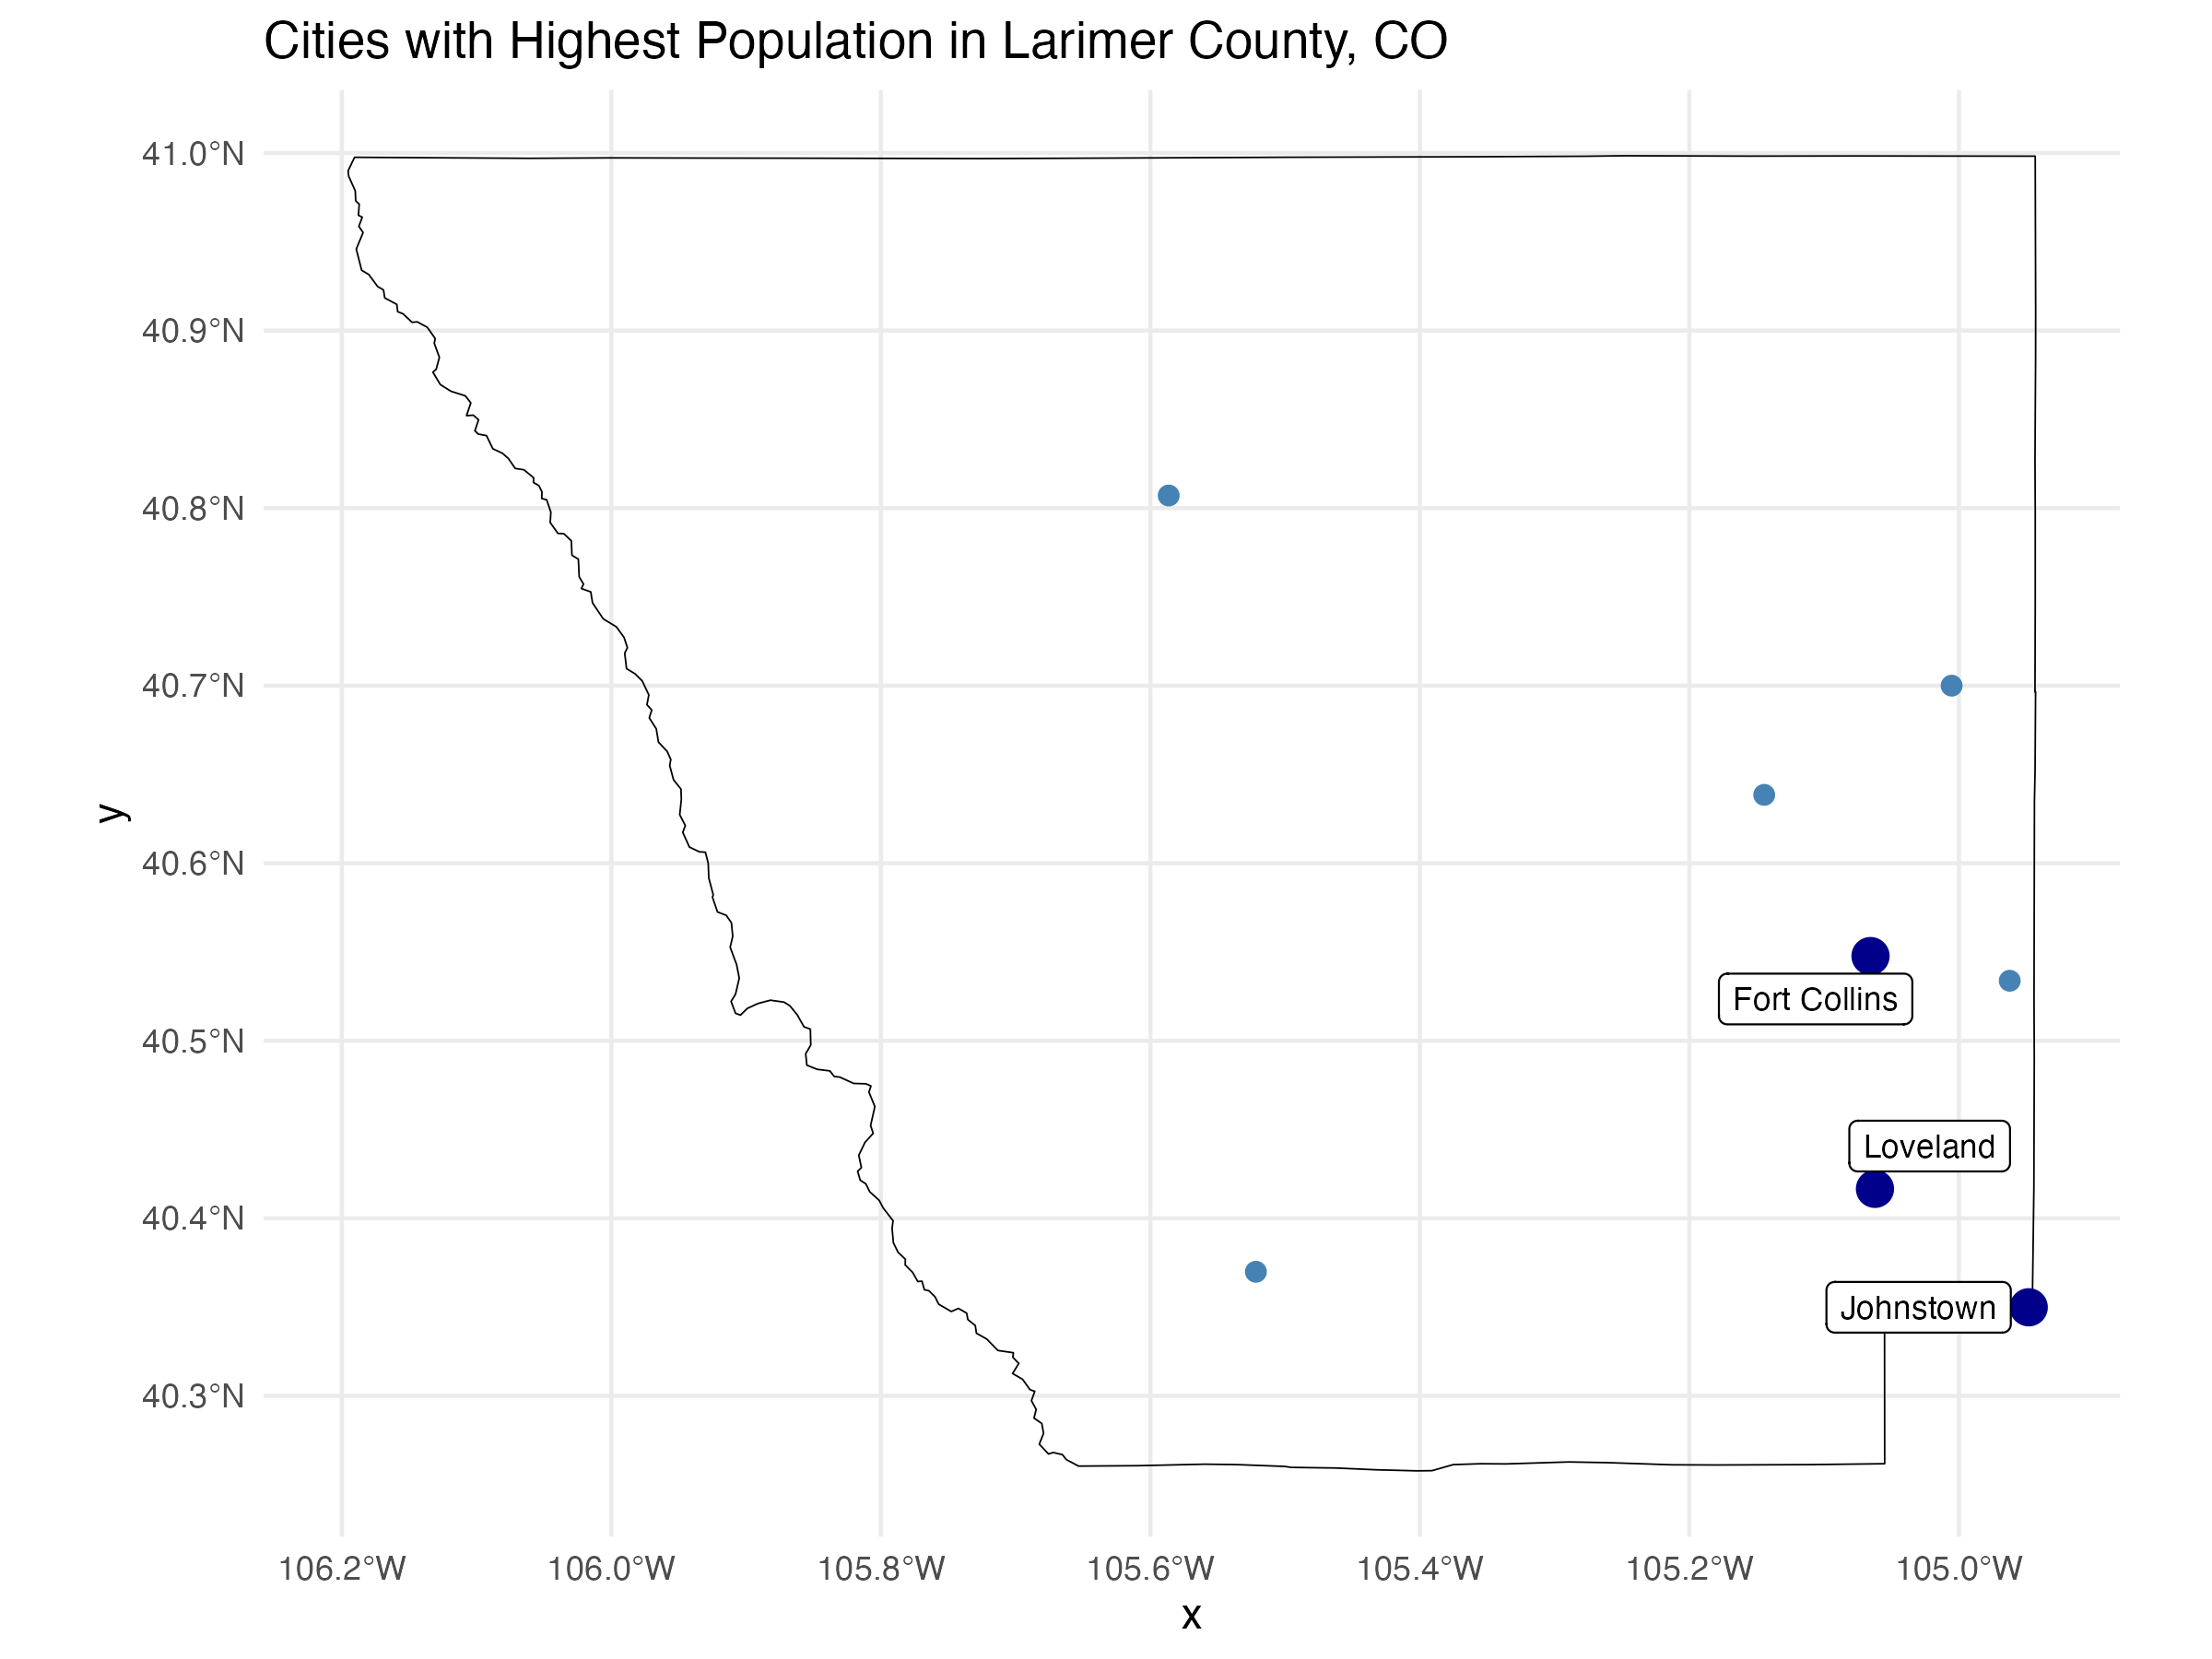 Cities with Highest Population in Larimer County, CO
41.0°N
40.9°N
40.8°N
40.7°N
40.6°N
40.5°N
40.4°N
40.3°N
y
Fort Collins
Loveland
Johnstown
106.2°W
106.0°W
105.8°W
105.6°W
105.4°W
105.2°W
105.0°W
x